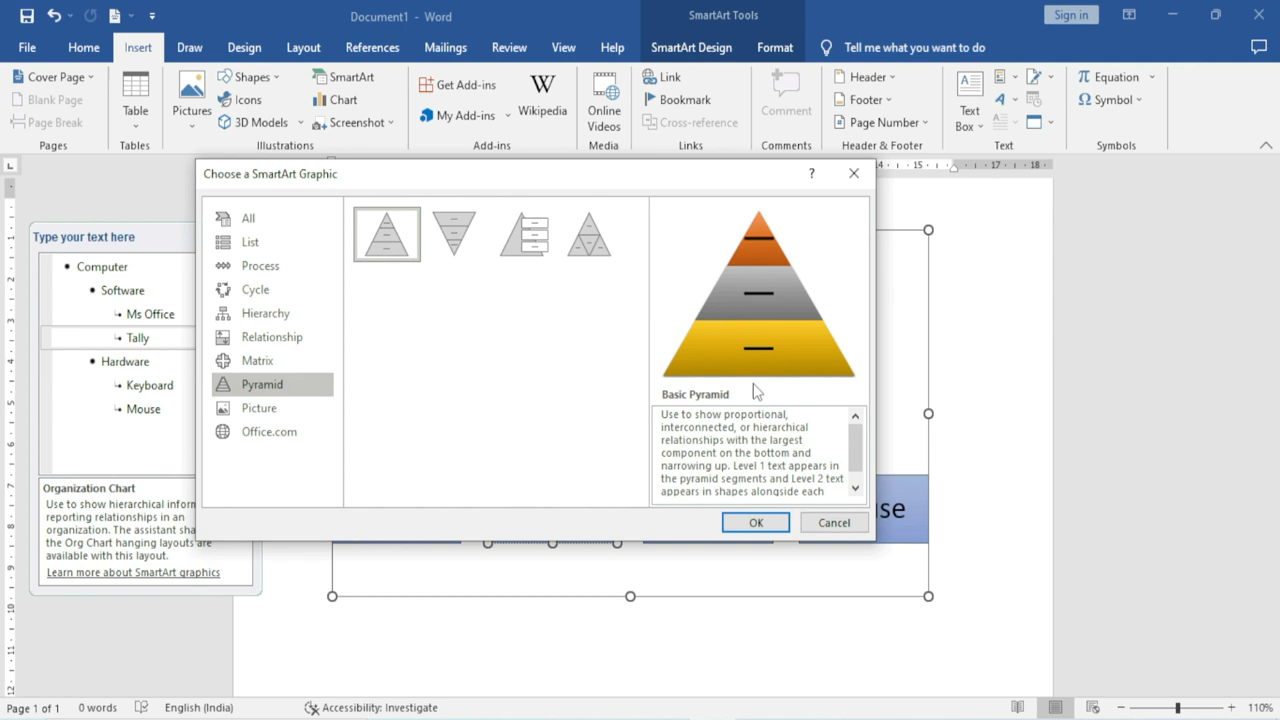 Document1 - Word
SmartArt Tools
Sign in
File Home Insert Draw Design Layout References Mailings Review View Help SmartArt Design Format Tell me what you want to do
Cover Page
Blank Page
Page Break
Pages
Table
Tables
Pictures
Shapes
Icons
3D Models
SmartArt
Chart
Screenshot
Illustrations
Get Add-ins
My Add-ins
Wikipedia
Add-ins
Online
Videos
Media
Link
Bookmark
Cross-reference
Links
Comment
Comments
Header
Footer
Page Number
Header & Footer
Text
Box
Text
Equation
Symbol
Symbols
14 15 17 18
Choose a SmartArt Graphic
All
List
Process
Cycle
Hierarchy
Relationship
Matrix
Pyramid
Picture
Office.com
Basic Pyramid
Use to show proportional,
interconnected, or hierarchical
relationships with the largest
component on the bottom and
narrowing up. Level 1 text appears in
the pyramid segments and Level 2 text
appears in shapes alongside each
OK Cancel
Type your text here
Computer
Software
Ms Office
Tally
Hardware
Keyboard
Mouse
Organization Chart
Use to show hierarchical inform
reporting relationships in an
organization. The assistant sha
the Org Chart hanging layouts are
available with this layout.
Learn more about SmartArt graphics
se
Page 1 of 1 0 words English (India) Accessibility: Investigate 110%